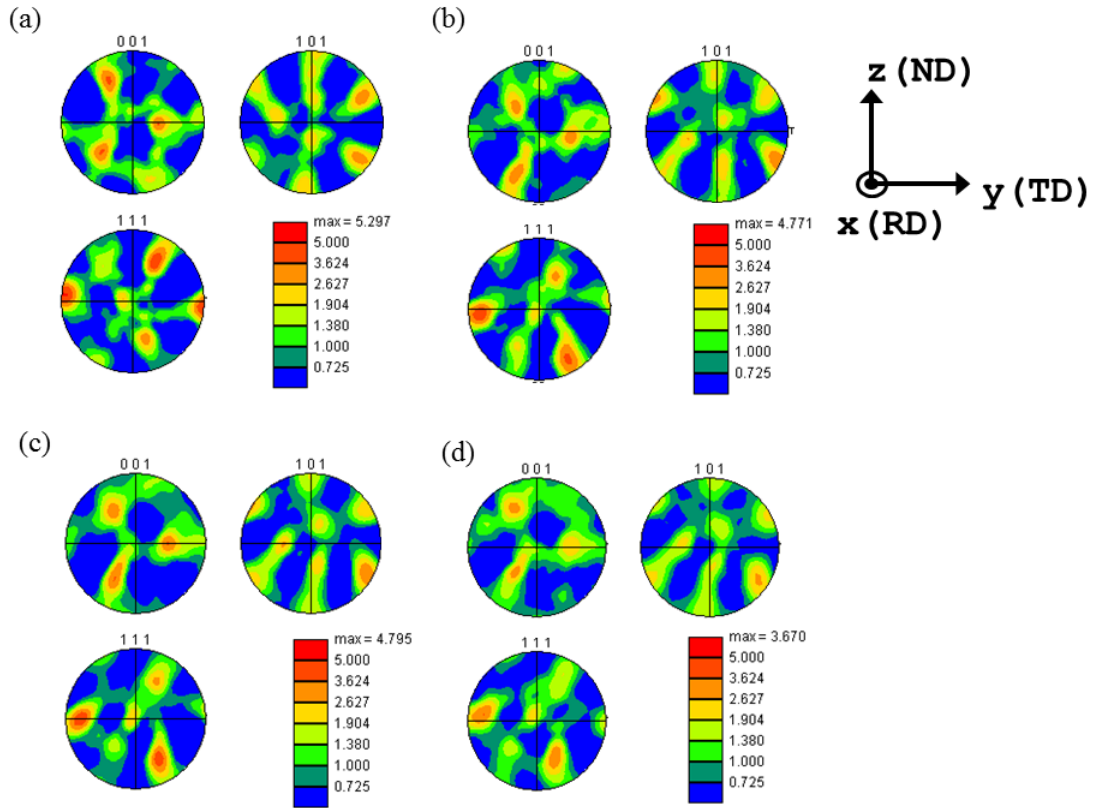 (a)
0 0 1
1 0 1
1 1 1
max = 5.297
5.000
3.624
2.627
1.904
1.380
1.000
0.725
(b)
0 0 1
1 0 1
1 1 1
max = 4.771
5.000
3.624
2.627
1.904
1.380
1.000
0.725
z (ND)
y (TD)
x (RD)
(c)
0 0 1
1 0 1
1 1 1
max = 4.795
5.000
3.624
2.627
1.904
1.380
1.000
0.725
(d)
0 0 1
1 0 1
1 1 1
max = 3.670
5.000
3.624
2.627
1.904
1.380
1.000
0.725